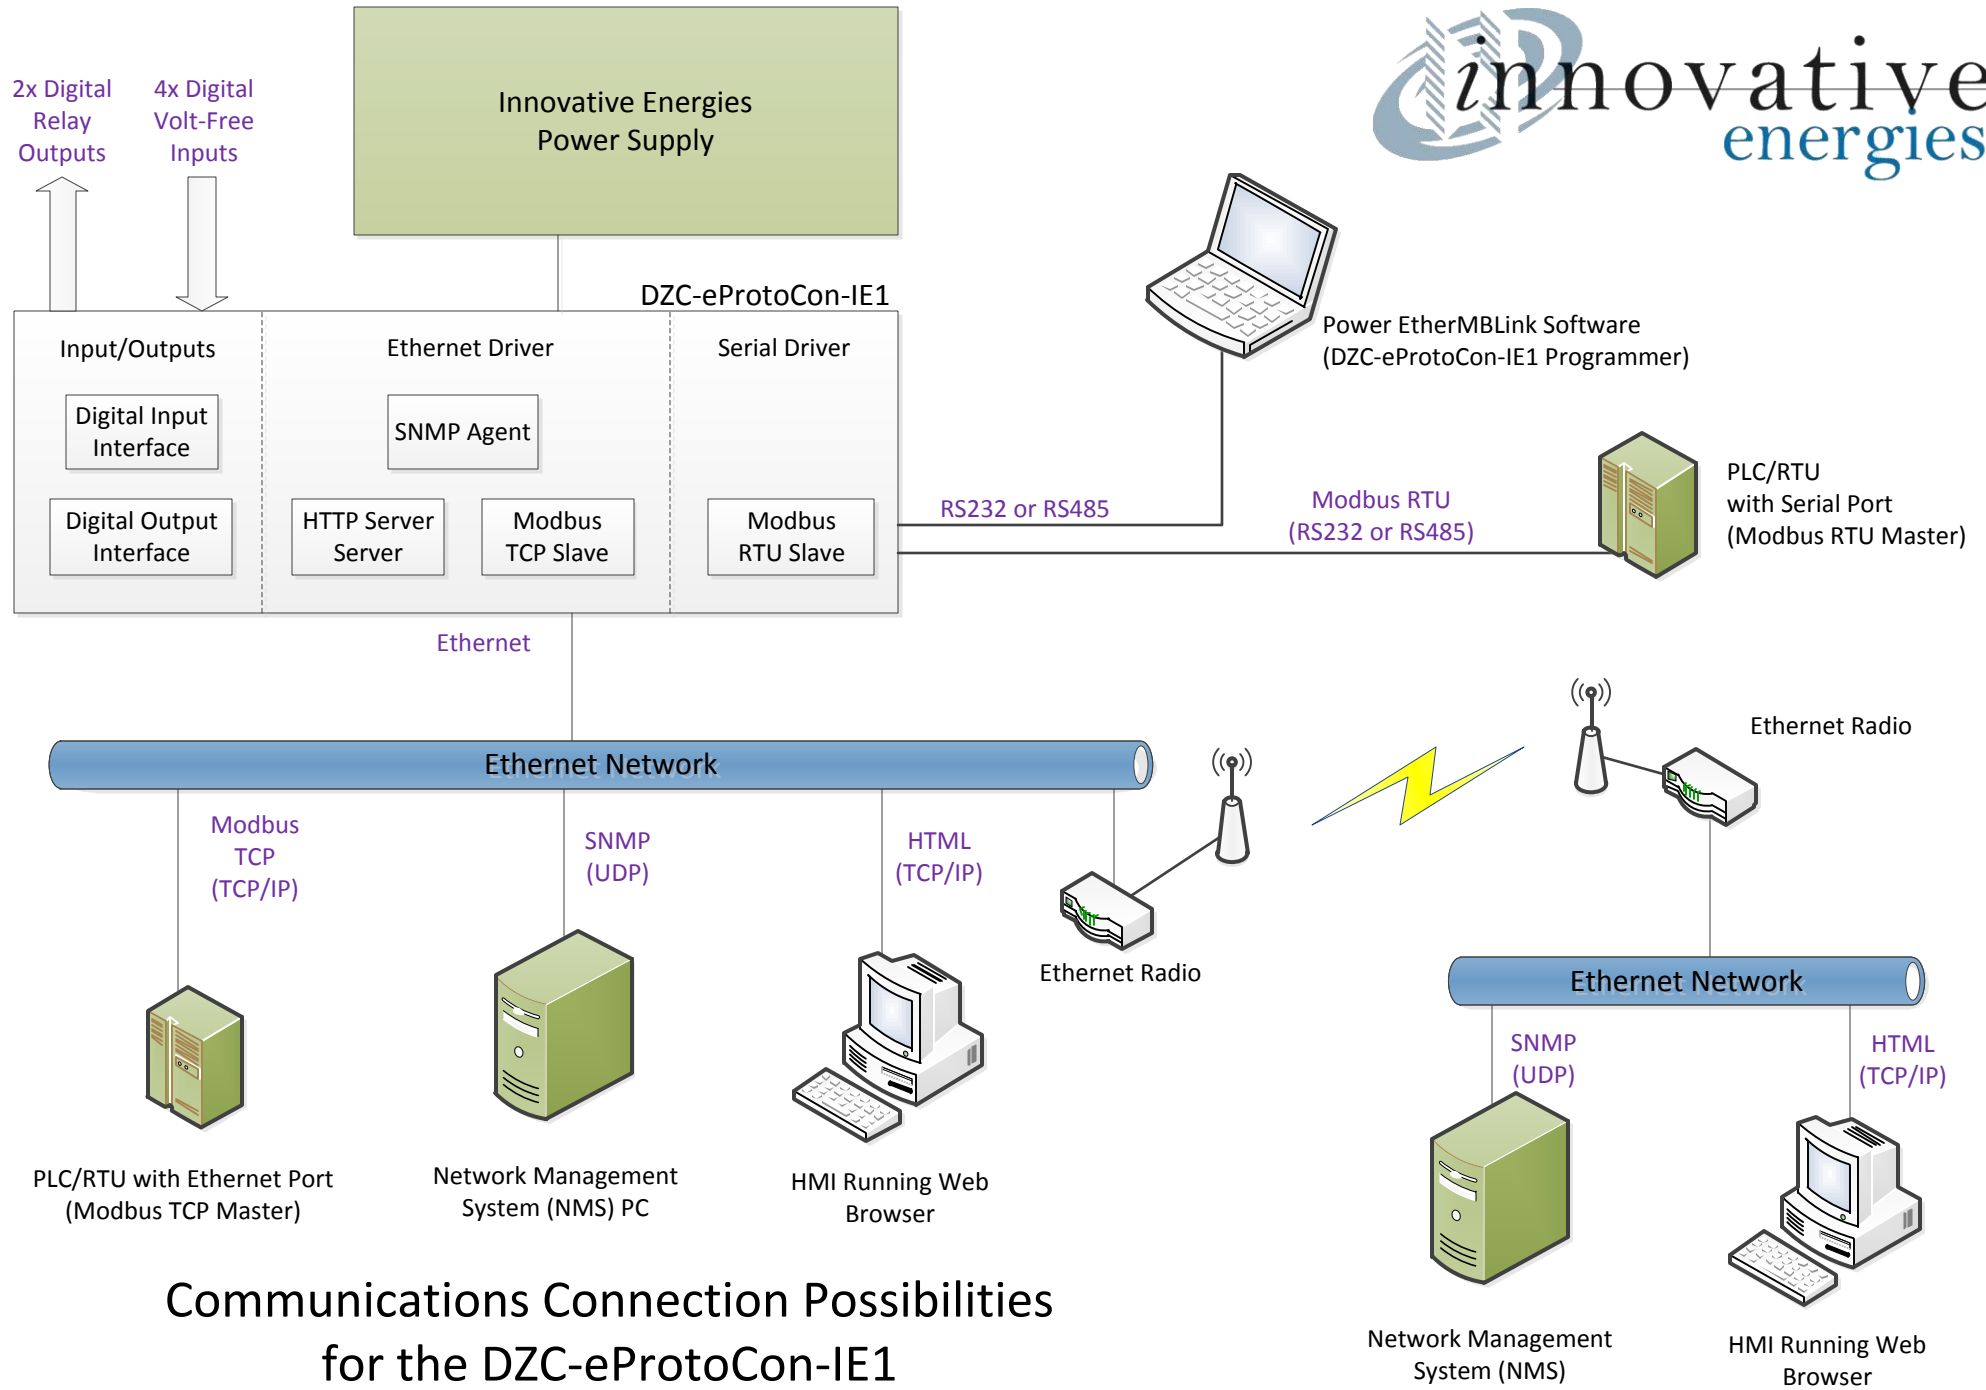 innovative
energies
2x Digital
Relay
Outputs
4x Digital
Volt-Free
Inputs
Innovative Energies
Power Supply
DZC-eProtoCon-IE1
Input/Outputs
Ethernet Driver
Serial Driver
Digital Input
Interface
SNMP Agent
Digital Output
Interface
HTTP Server
Server
Modbus
TCP Slave
Modbus
RTU Slave
Power EtherMBLink Software
(DZC-eProtoCon-IE1 Programmer)
RS232 or RS485
Modbus RTU
(RS232 or RS485)
PLC/RTU
with Serial Port
(Modbus RTU Master)
Ethernet
Ethernet Network
Ethernet Radio
Modbus
TCP
(TCP/IP)
SNMP
(UDP)
HTML
(TCP/IP)
Ethernet Radio
Ethernet Network
SNMP
(UDP)
HTML
(TCP/IP)
PLC/RTU with Ethernet Port
(Modbus TCP Master)
Network Management
System (NMS) PC
HMI Running Web
Browser
Network Management
System (NMS)
HMI Running Web
Browser
Communications Connection Possibilities
for the DZC-eProtoCon-IE1